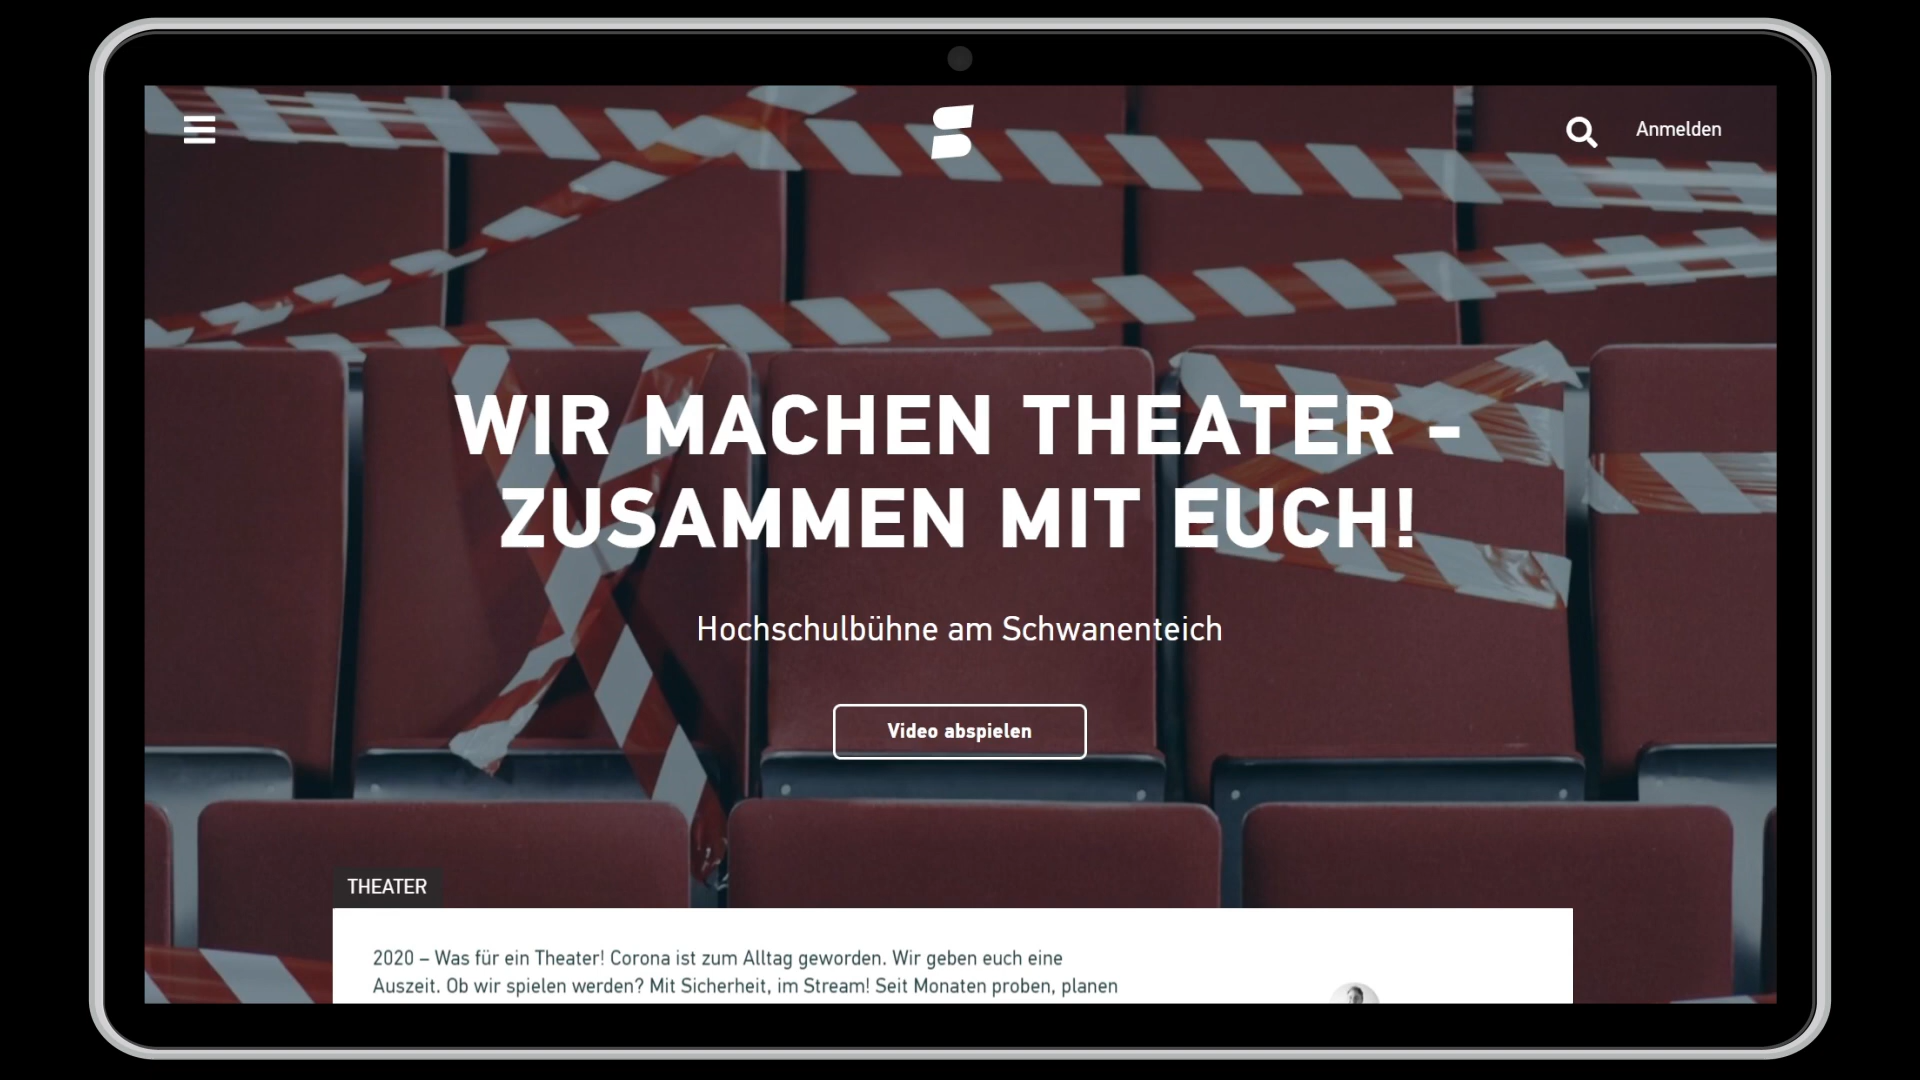 Anmelden
WIR MACHEN THEATER -
ZUSAMMEN MIT EUCH!
Hochschulbühne am Schwanenteich
Video abspielen
THEATER
2020 – Was für ein Theater! Corona ist zum Alltag geworden. Wir geben euch eine
Auszeit. Ob wir spielen werden? Mit Sicherheit, im Stream! Seit Monaten proben, planen